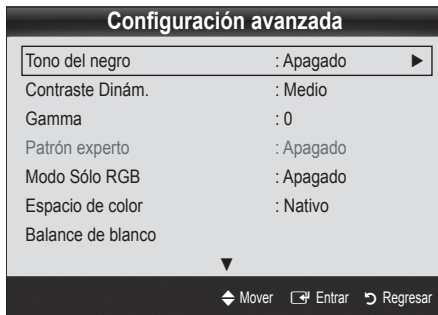 Configuración avanzada
Tono del negro : Apagado ►
Contraste Dinám. : Medio
Gamma : 0
Patrón experto : Apagado
Modo Sólo RGB : Apagado
Espacio de color : Nativo
Balance de blanco
▼
Mover Entrar Regresar